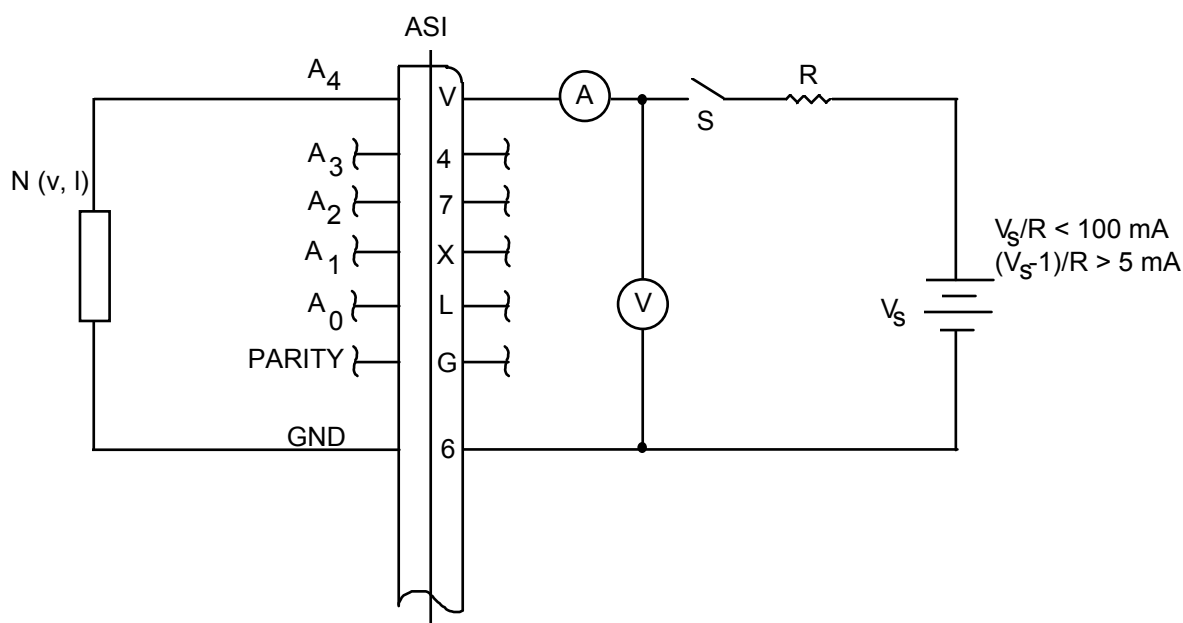 ASI
A4
V
A
S
R
A3
4
N (v, I)
A2
7
A1
X
VS/R < 100 mA
(VS-1)/R > 5 mA
A0
L
V
VS
PARITY
G
GND
6